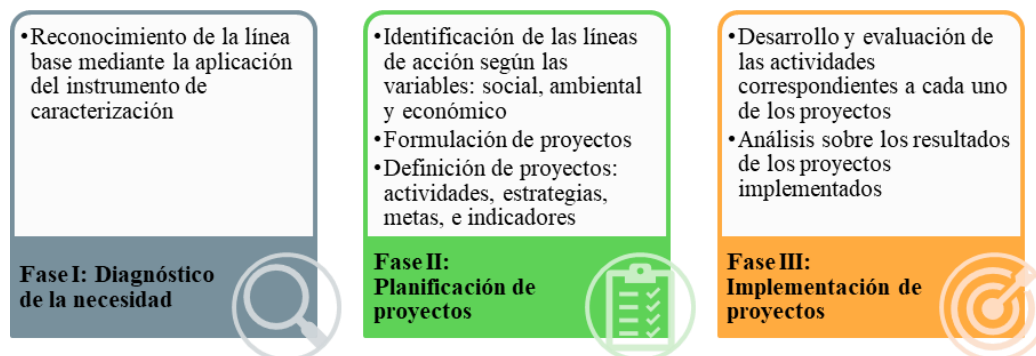 •Reconocimiento de la línea
base mediante la aplicación
del instrumento de
caracterización
Fase I: Diagnóstico
de la necesidad
•Identificación de las líneas
de acción según las
variables: social, ambiental
y económico
•Formulación de proyectos
•Definición de proyectos:
actividades, estrategias,
metas, e indicadores
Fase II:
Planificación de
proyectos
•Desarrollo y evaluación de
las actividades
correspondientes a cada uno
de los proyectos
•Análisis sobre los resultados
de los proyectos
implementados
Fase III:
Implementación de
proyectos